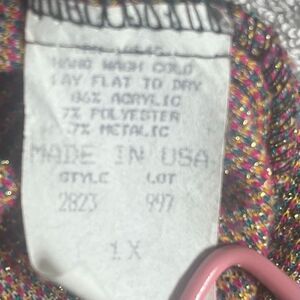 HAND WASH COLD
LAY FLAT TO DRY
86% ACRYLIC
7% POLYESTER
7% METALIC
MADE IN USA
STYLE LOT
2823 997
1X